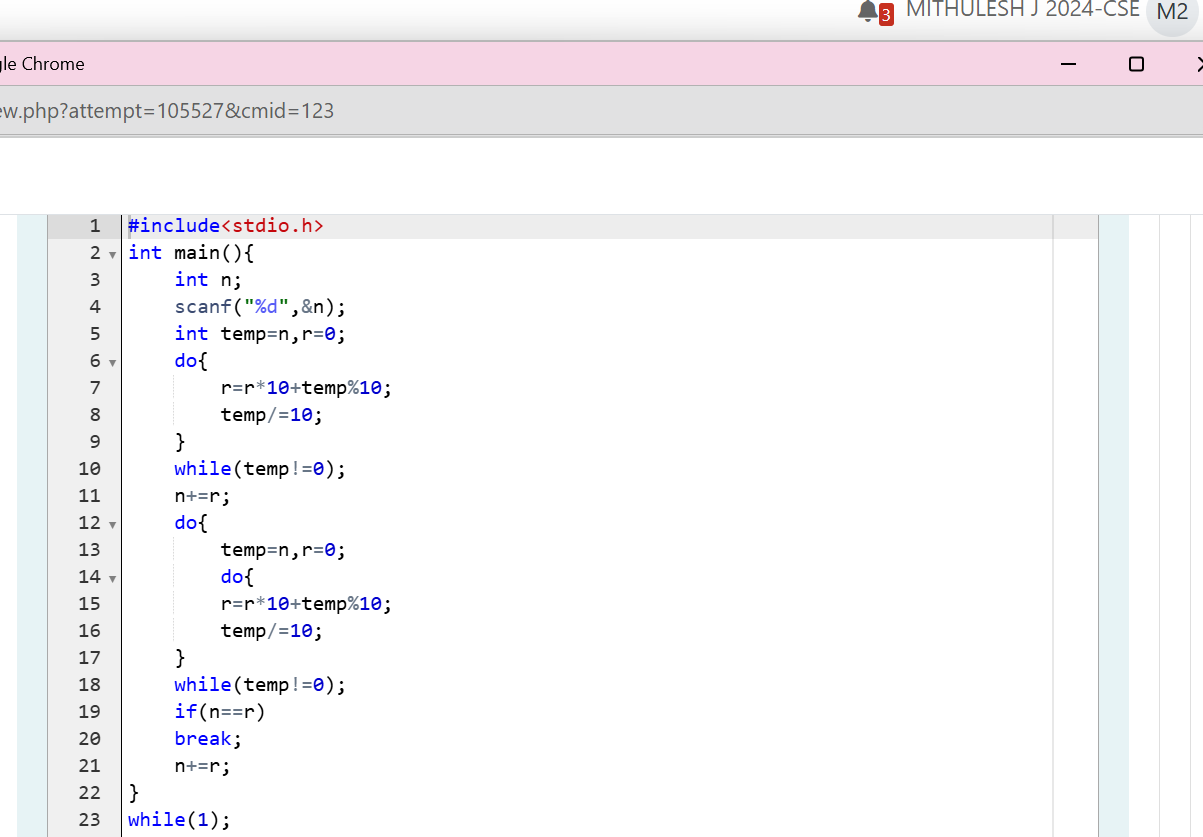 3 MITHULESH J 2024-CSE M2
gle Chrome
ew.php?attempt=105527&cmid=123
1 #include<stdio.h>
2 int main(){
3 int n;
4 scanf("%d",&n);
5 int temp=n,r=0;
6 do{
7 r=r*10+temp%10;
8 temp/=10;
9 }
10 while(temp!=0);
11 n+=r;
12 do{
13 temp=n,r=0;
14 do{
15 r=r*10+temp%10;
16 temp/=10;
17 }
18 while(temp!=0);
19 if(n==r)
20 break;
21 n+=r;
22 }
23 while(1);